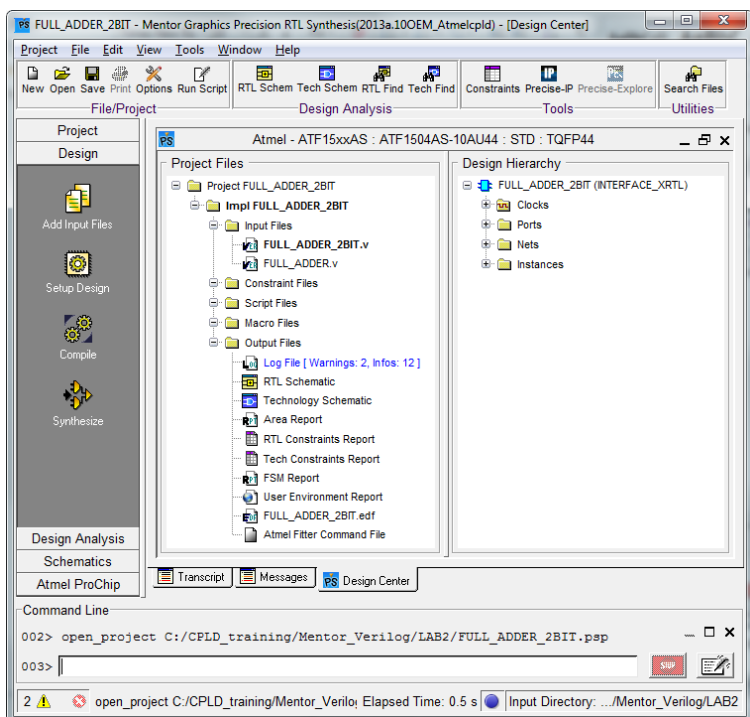 FULL_ADDER_2BIT - Mentor Graphics Precision RTL Synthesis(2013a.10OEM_Atmelcpld) - [Design Center]
Project File Edit View Tools Window Help
New Open Save Print Options Run Script RTL Schem Tech Schem RTL Find Tech Find Constraints Precise-IP Precise-Explore Search Files
File/Project Design Analysis Tools Utilities
Project
Design
Add Input Files
Setup Design
Compile
Synthesize
Design Analysis
Schematics
Atmel ProChip
Atmel - ATF15xxAS : ATF1504AS-10AU44 : STD : TQFP44
Project Files
Project FULL_ADDER_2BIT
Impl FULL_ADDER_2BIT
Input Files
FULL_ADDER_2BIT.v
FULL_ADDER.v
Constraint Files
Script Files
Macro Files
Output Files
Log File [ Warnings: 2, Infos: 12 ]
RTL Schematic
Technology Schematic
Area Report
RTL Constraints Report
Tech Constraints Report
FSM Report
User Environment Report
FULL_ADDER_2BIT.edf
Atmel Fitter Command File
Design Hierarchy
FULL_ADDER_2BIT (INTERFACE_XRTL)
Clocks
Ports
Nets
Instances
Transcript Messages Design Center
Command Line
002> open_project C:/CPLD_training/Mentor_Verilog/LAB2/FULL_ADDER_2BIT.psp
003>
STOP
2 open_project C:/CPLD_training/Mentor_Verilo Elapsed Time: 0.5 s Input Directory: .../Mentor_Verilog/LAB2